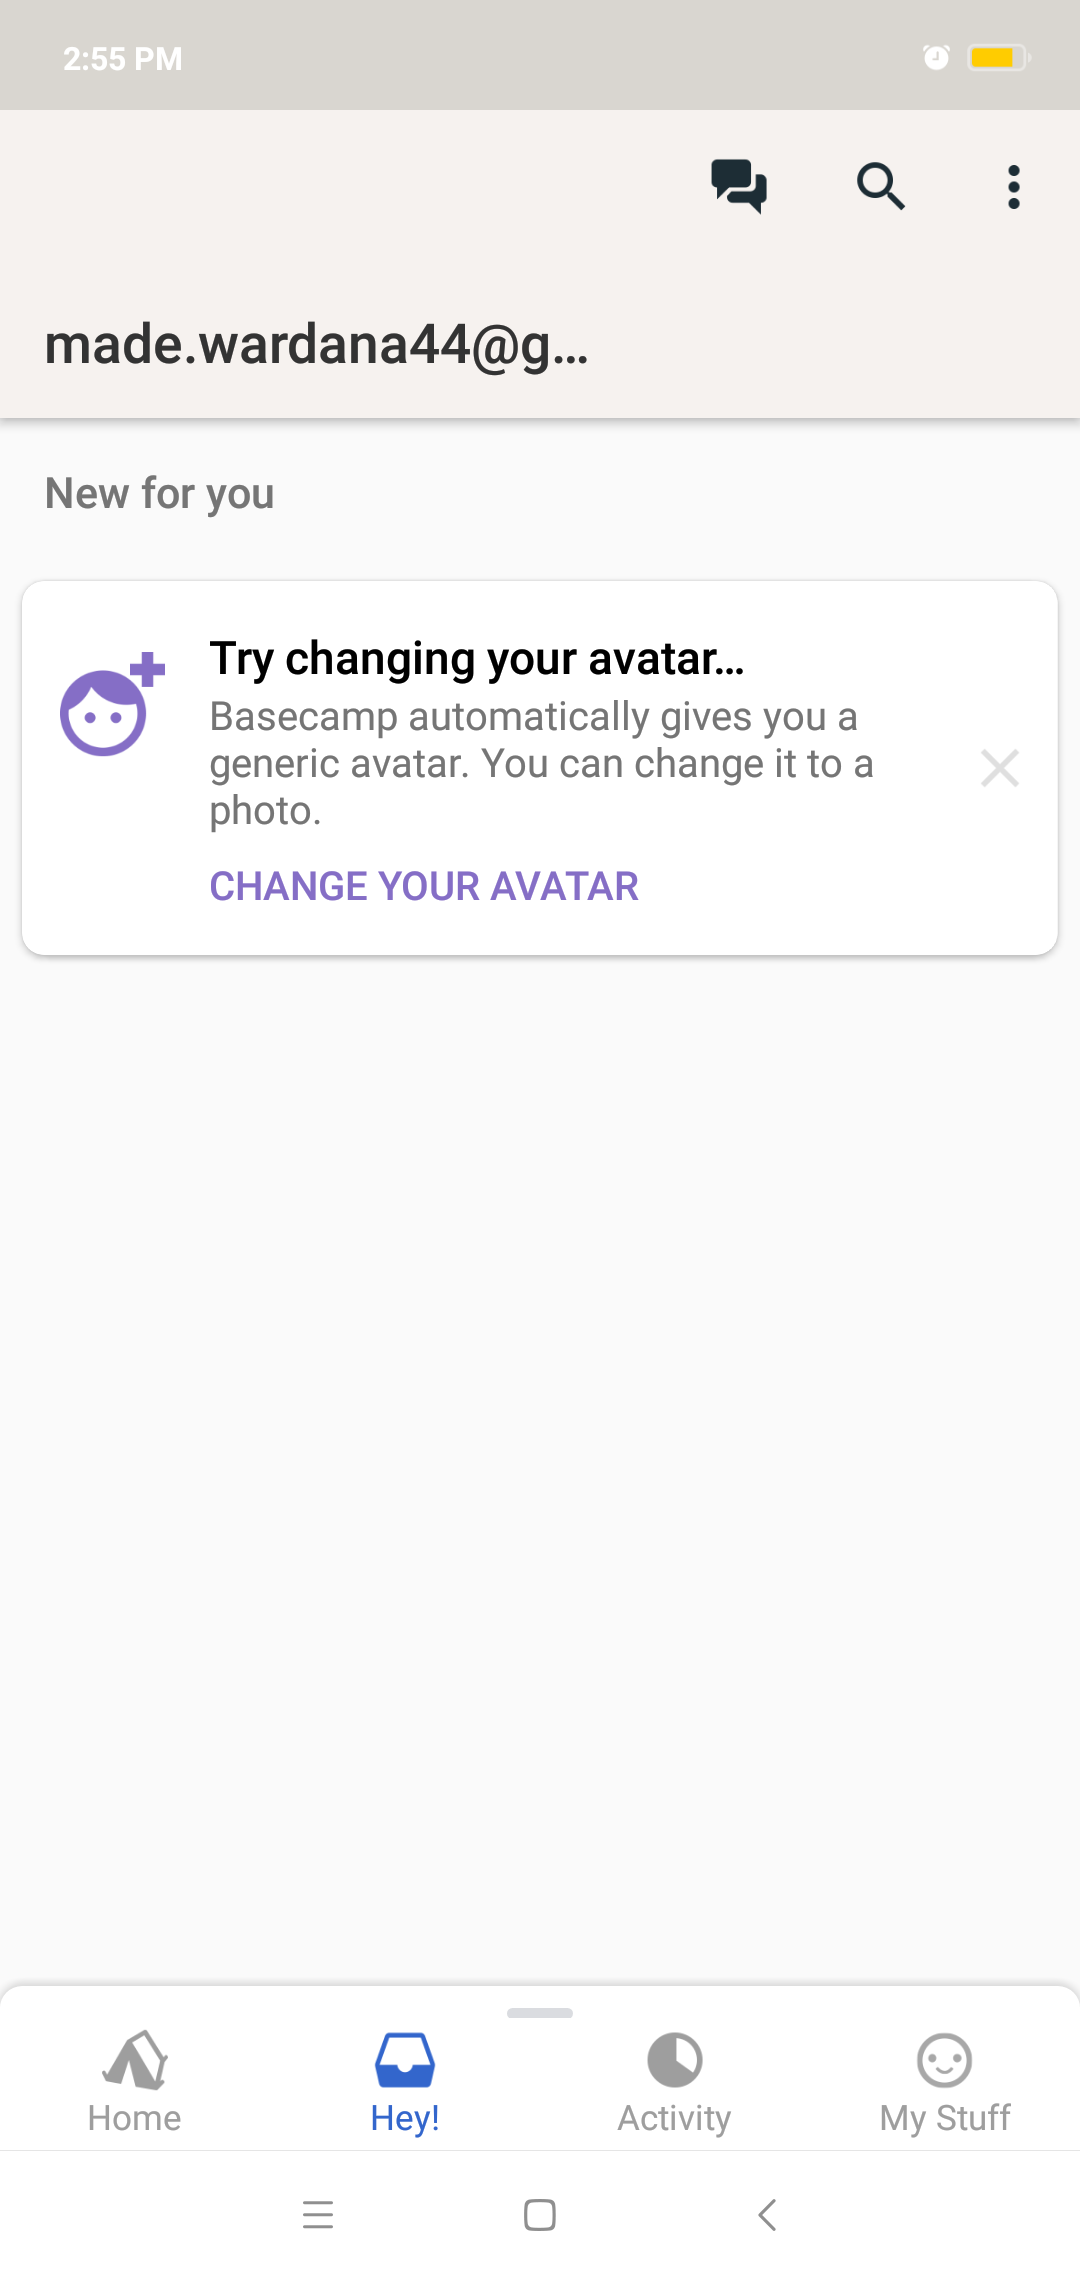 2:55 PM
made.wardana44@g...
New for you
Try changing your avatar...
Basecamp automatically gives you a
generic avatar. You can change it to a
photo.
CHANGE YOUR AVATAR
Home
Hey!
Activity
My Stuff